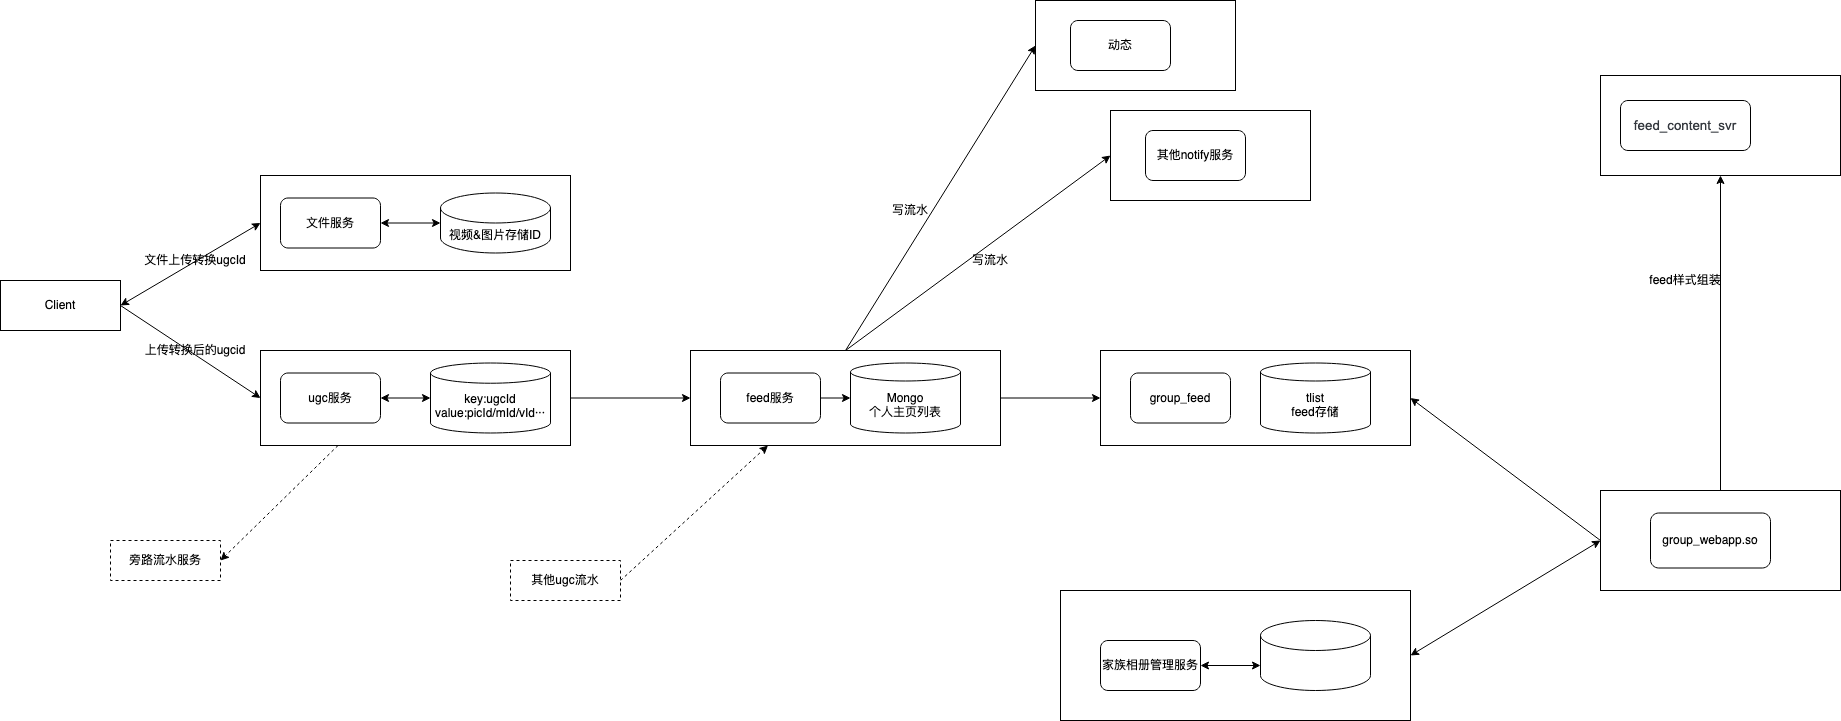 动态
feed_content_svr
其他notify服务
写流水
文件服务
视频&图片存储ID
文件上传转换ugcId
写流水
feed样式组装
Client
上传转换后的ugcid
ugc服务
key:ugcId
value:picId/mId/vId···
feed服务
Mongo
个人主页列表
group_feed
tlist
feed存储
group_webapp.so
旁路流水服务
其他ugc流水
家族相册管理服务